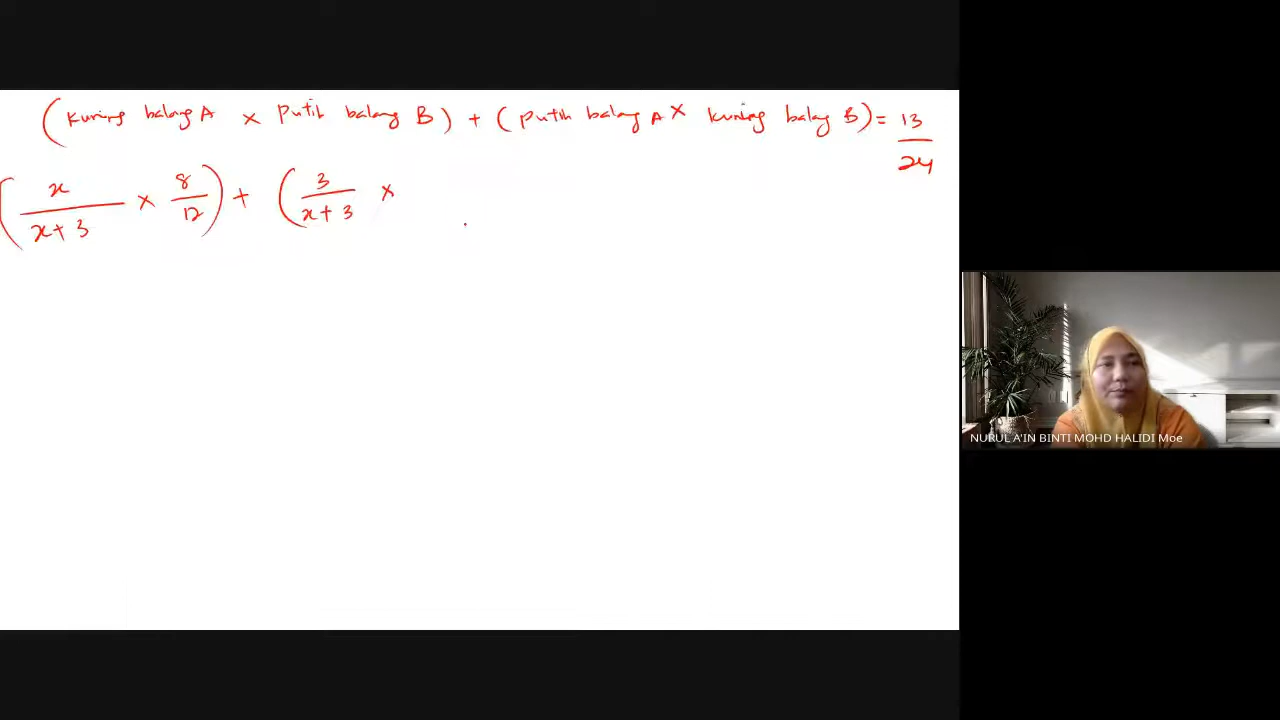 (kuning balang A × Putih balang B) + (putih balang A × kuning balang B) = 13/24
(x/(x+3) × 8/12) + (3/(x+3) ×
NURUL A'IN BINTI MOHD HALIDI Moe